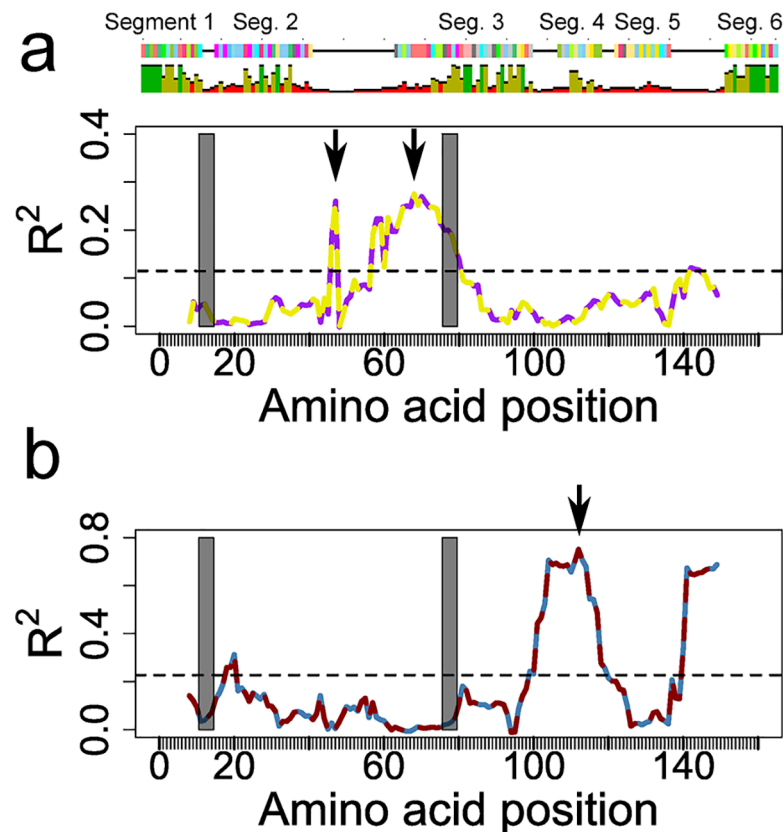 Segment 1 Seg. 2 Seg. 3 Seg. 4 Seg. 5 Seg. 6
a
0.4
0.2
0.0
R²
0 20 60 100 140
Amino acid position
b
0.8
0.4
0.0
R²
0 20 60 100 140
Amino acid position